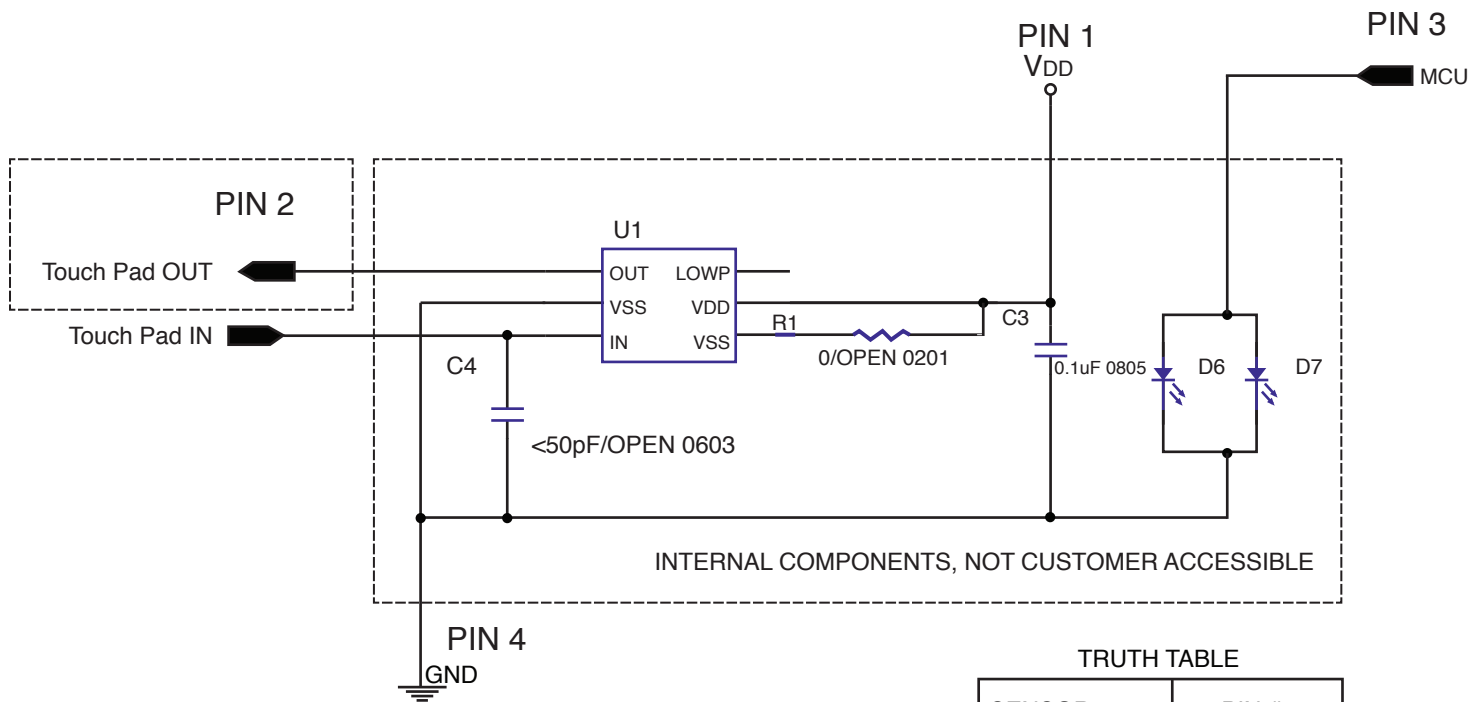 PIN 3
PIN 1
VDD
MCU
PIN 2
U1
Touch Pad OUT
OUT
LOWP
VSS
VDD
Touch Pad IN
IN
VSS
R1
C3
0/OPEN 0201
C4
0.1uF 0805
D6
D7
<50pF/OPEN 0603
INTERNAL COMPONENTS, NOT CUSTOMER ACCESSIBLE
PIN 4
GND
TRUTH TABLE